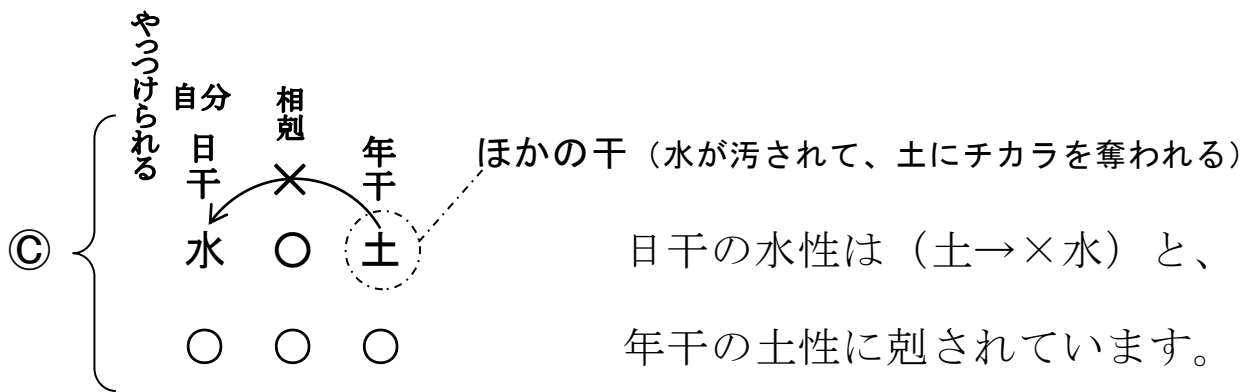 やっつけられる
自分
相剋
日干
年干
ほかの干（水が汚されて、土にチカラを奪われる）
×
Ⓒ
水 〇 土
日干の水性は（土→×水）と、
〇 〇 〇
年干の土性に剋されています。